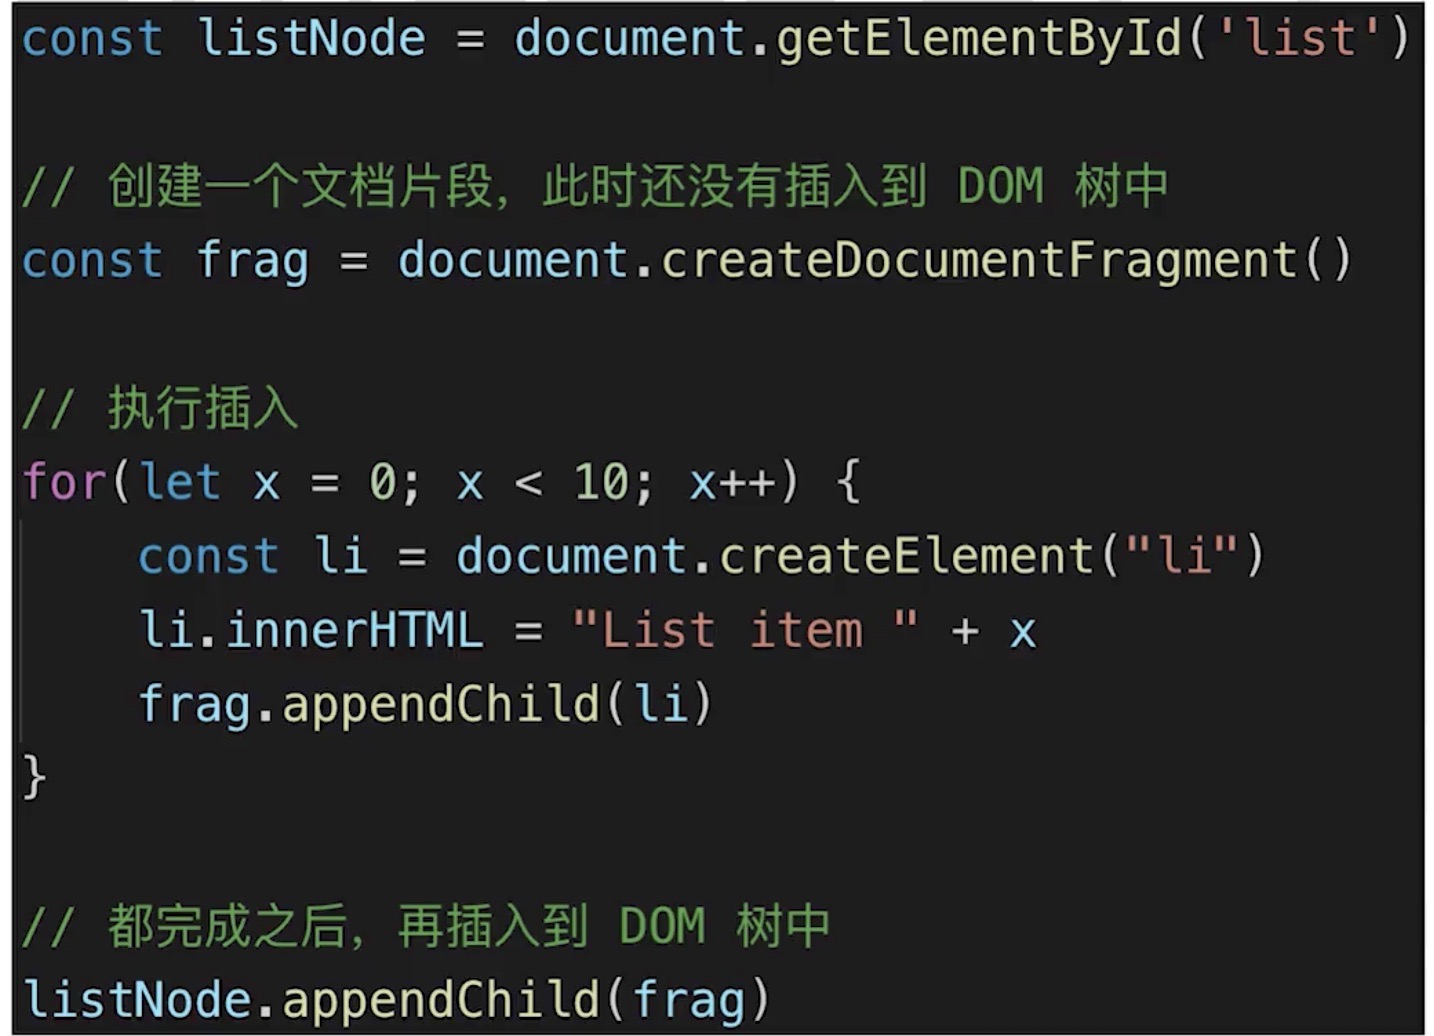 const listNode = document.getElementById('list')
// 创建一个文档片段，此时还没有插入到 DOM 树中
const frag = document.createDocumentFragment()
// 执行插入
for(let x = 0; x < 10; x++) {
    const li = document.createElement("li")
    li.innerHTML = "List item " + x
    frag.appendChild(li)
}
// 都完成之后，再插入到 DOM 树中
listNode.appendChild(frag)